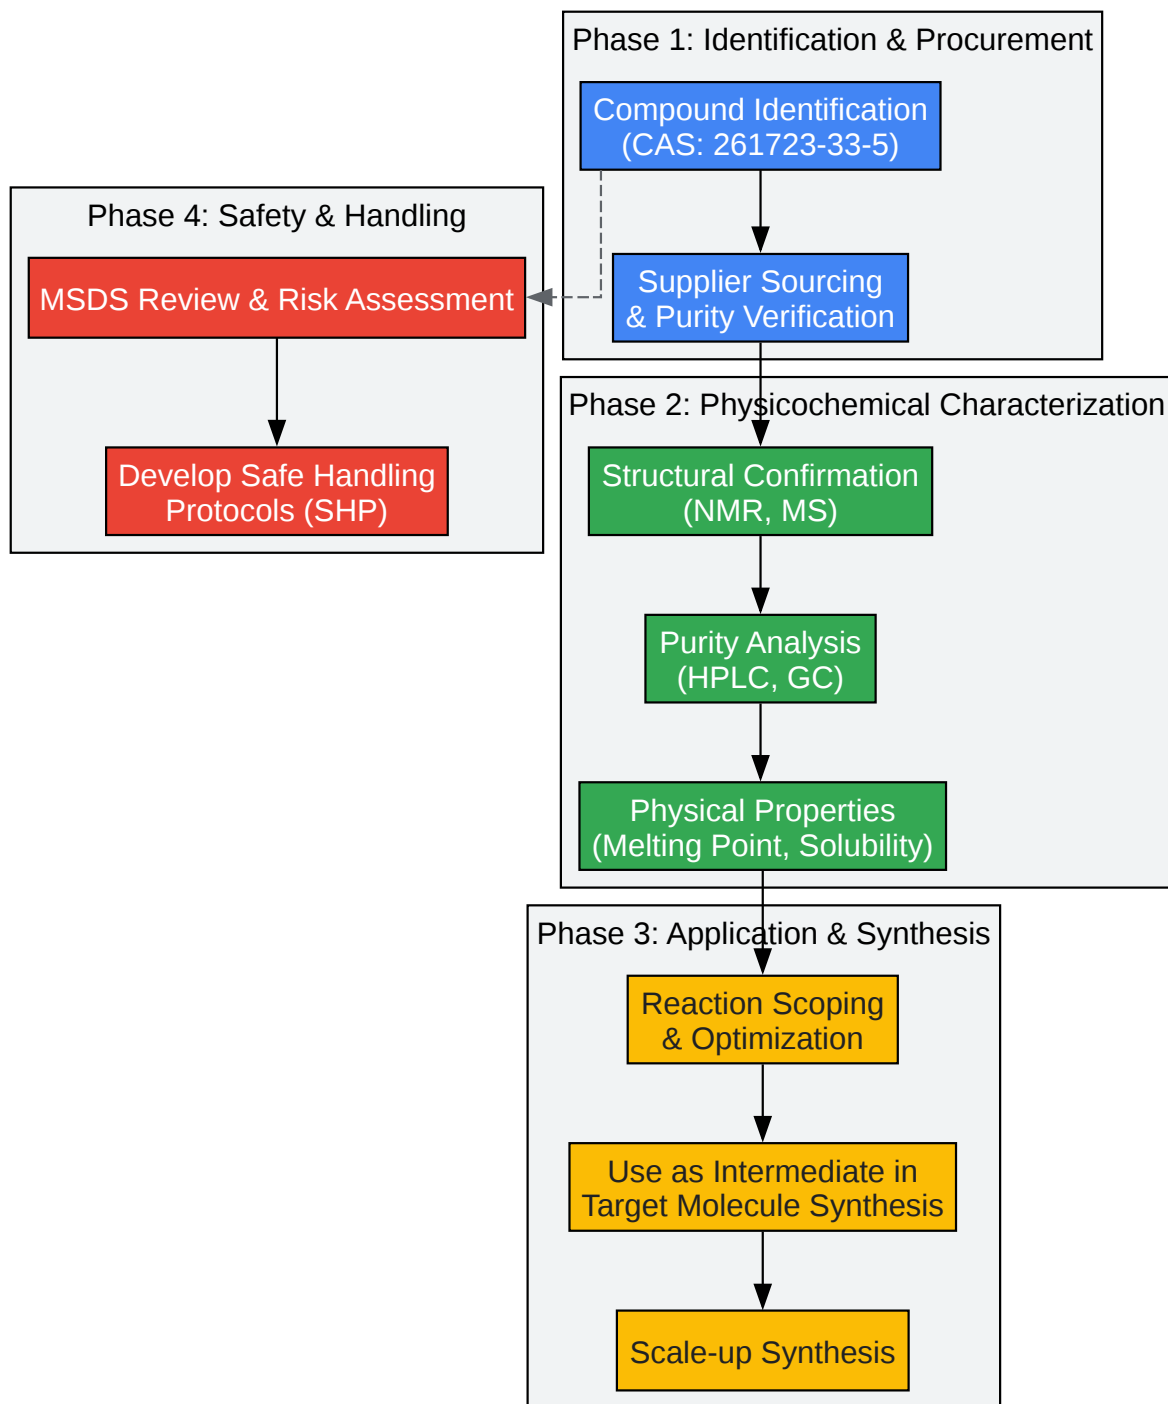 Phase 1: Identification & Procurement
Compound Identification
(CAS: 261723-33-5)
Supplier Sourcing
& Purity Verification
Phase 4: Safety & Handling
MSDS Review & Risk Assessment
Develop Safe Handling
Protocols (SHP)
Phase 2: Physicochemical Characterization
Structural Confirmation
(NMR, MS)
Purity Analysis
(HPLC, GC)
Physical Properties
(Melting Point, Solubility)
Phase 3: Application & Synthesis
Reaction Scoping
& Optimization
Use as Intermediate in
Target Molecule Synthesis
Scale-up Synthesis